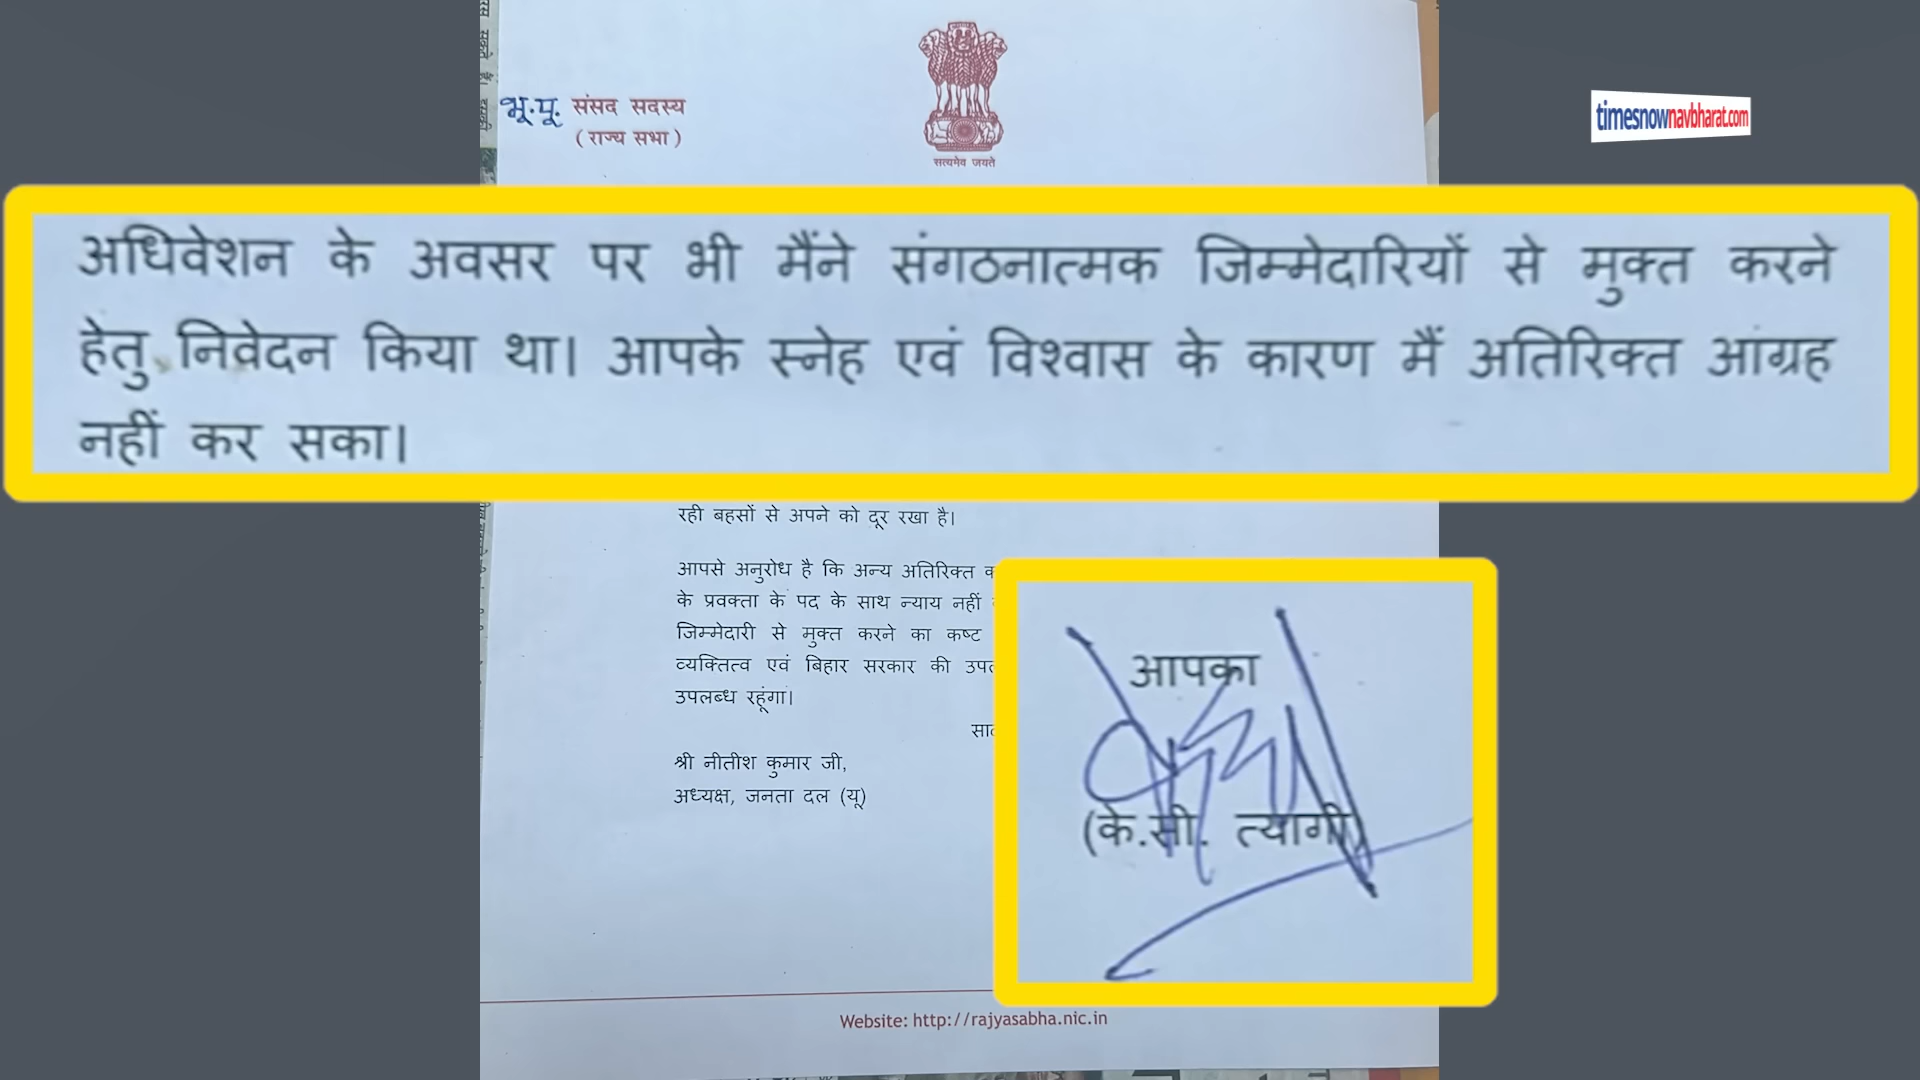 भू.पू. संसद सदस्य
(राज्य सभा)
सत्यमेव जयते
timesnownavbharat.com
अधिवेशन के अवसर पर भी मैंने संगठनात्मक जिम्मेदारियों से मुक्त करने
हेतु निवेदन किया था। आपके स्नेह एवं विश्वास के कारण मैं अतिरिक्त आग्रह
नहीं कर सका।
रही बहसों से अपने को दूर रखा है।
आपसे अनुरोध है कि अन्य अतिरिक्त
के प्रवक्ता के पद के साथ न्याय नहीं
जिम्मेदारी से मुक्त करने का कष्ट
व्यक्तित्व एवं बिहार सरकार की
उपलब्ध रहूंगा।
श्री नीतीश कुमार जी,
अध्यक्ष, जनता दल (यू)
आपका
(के.सी. त्यागी)
Website: http://rajyasabha.nic.in